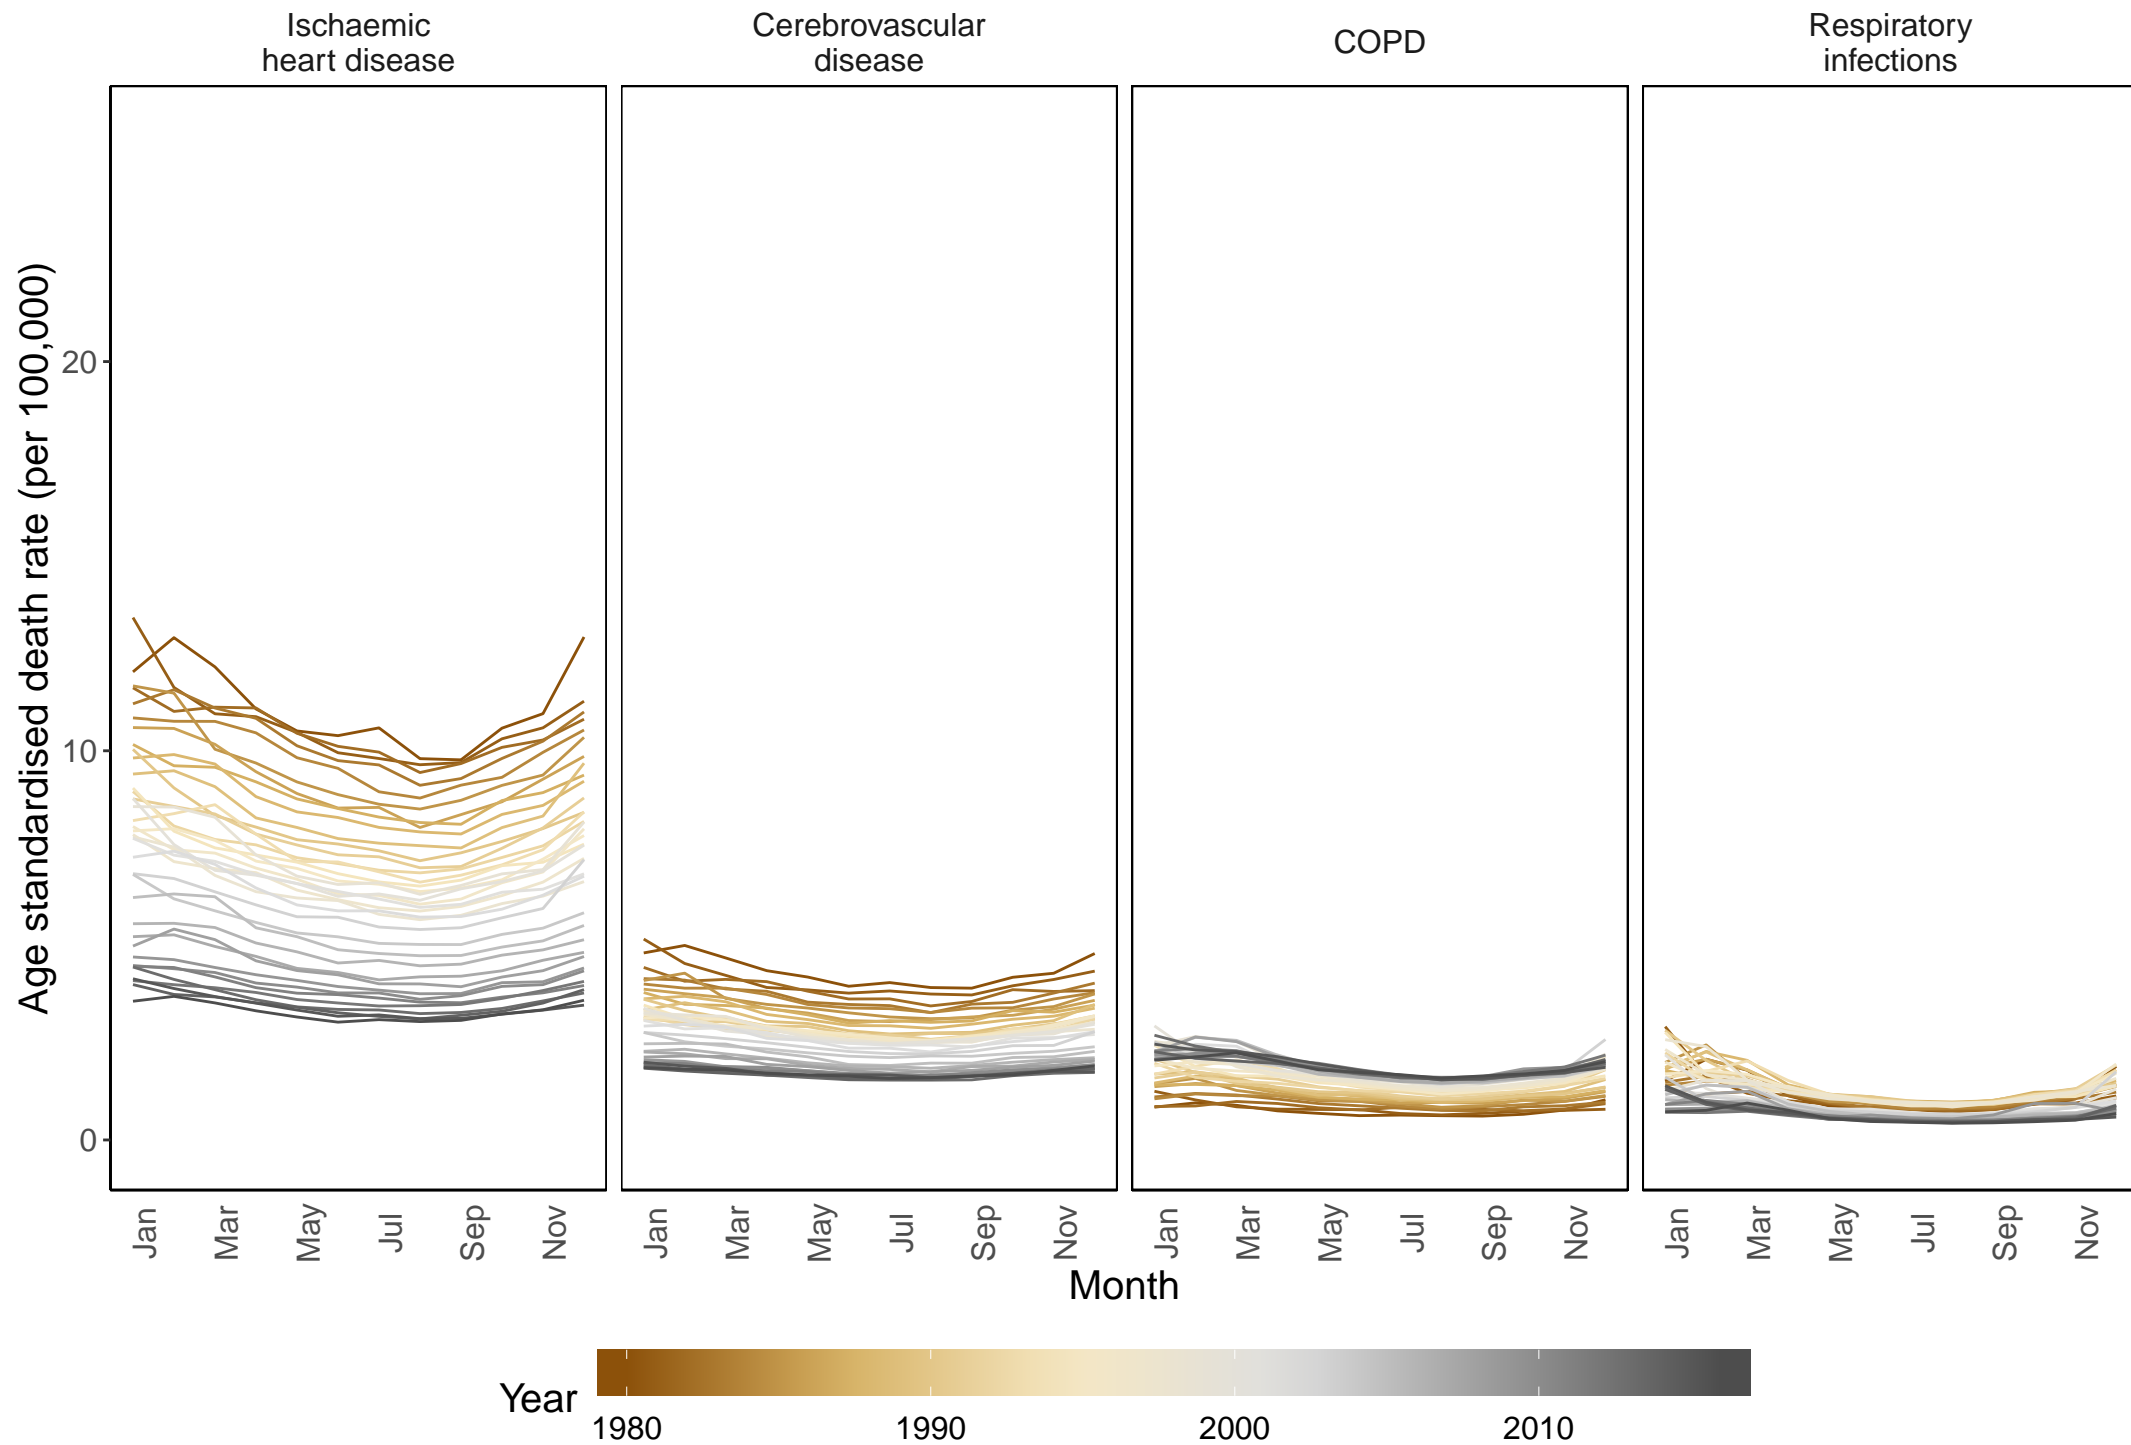 Ischaemic
heart disease
Cerebrovascular
disease
COPD
Respiratory
infections
Age standardised death rate (per 100,000)
20
10
0
Jan Mar May Jul Sep Nov
Jan Mar May Jul Sep Nov
Jan Mar May Jul Sep Nov
Jan Mar May Jul Sep Nov
Month
Year
1980 1990 2000 2010